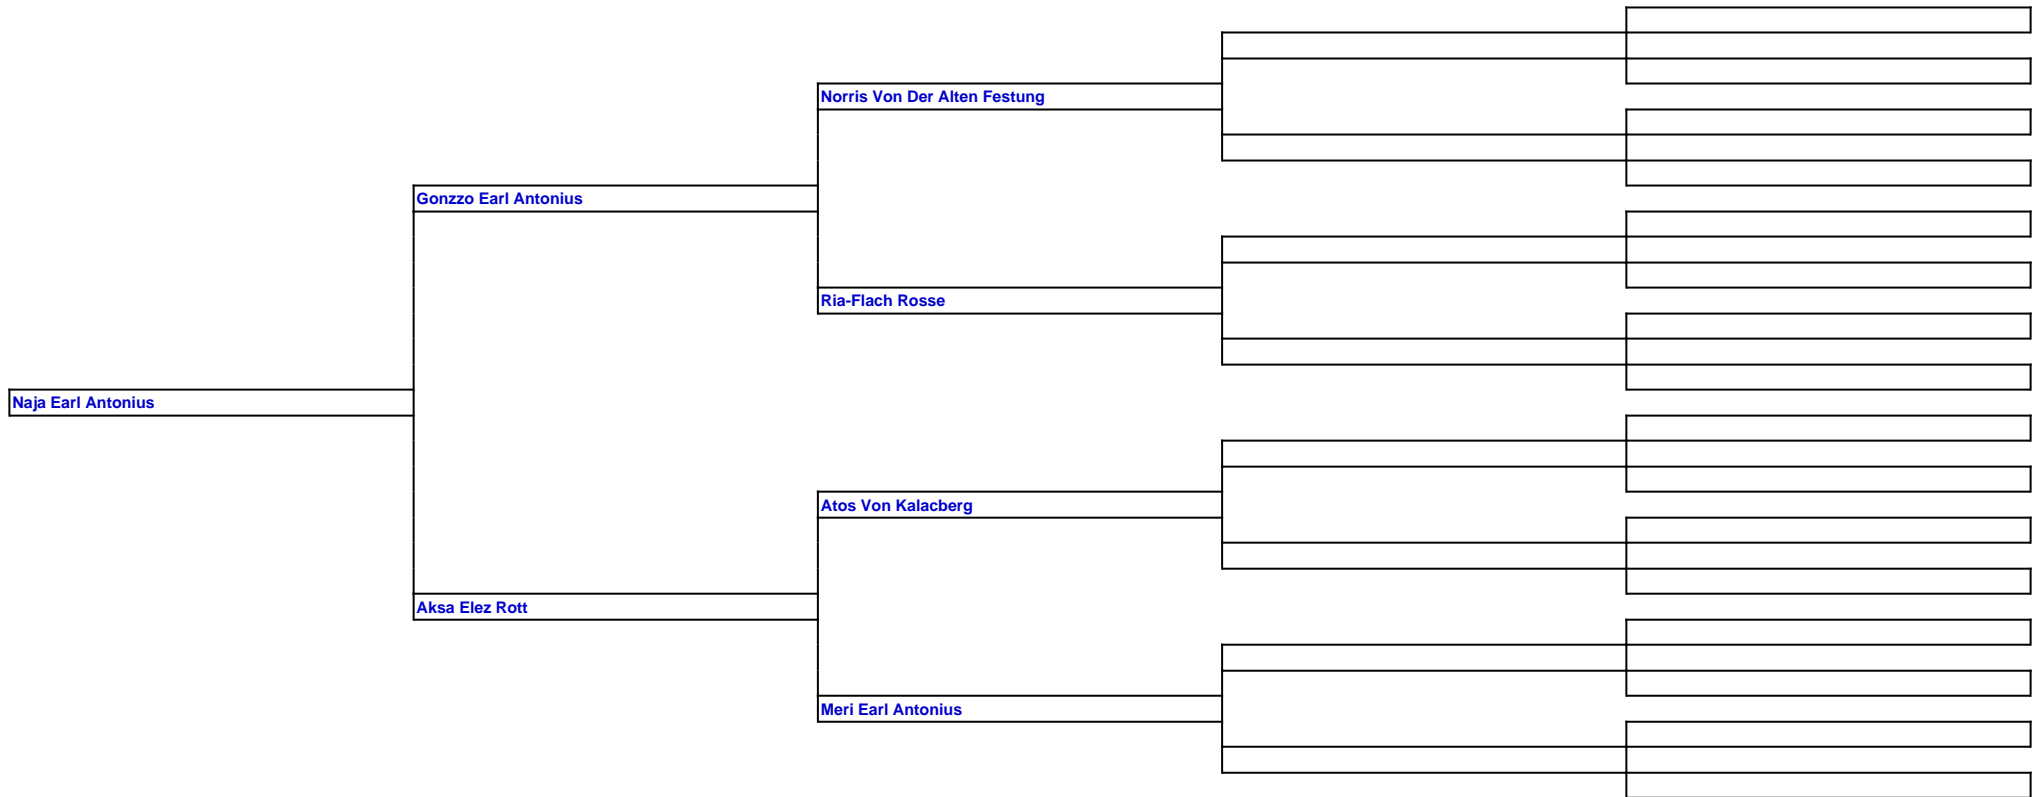 Norris Von Der Alten Festung
Gonzzo Earl Antonius
Ria-Flach Rosse
Naja Earl Antonius
Atos Von Kalacberg
Aksa Elez Rott
Meri Earl Antonius